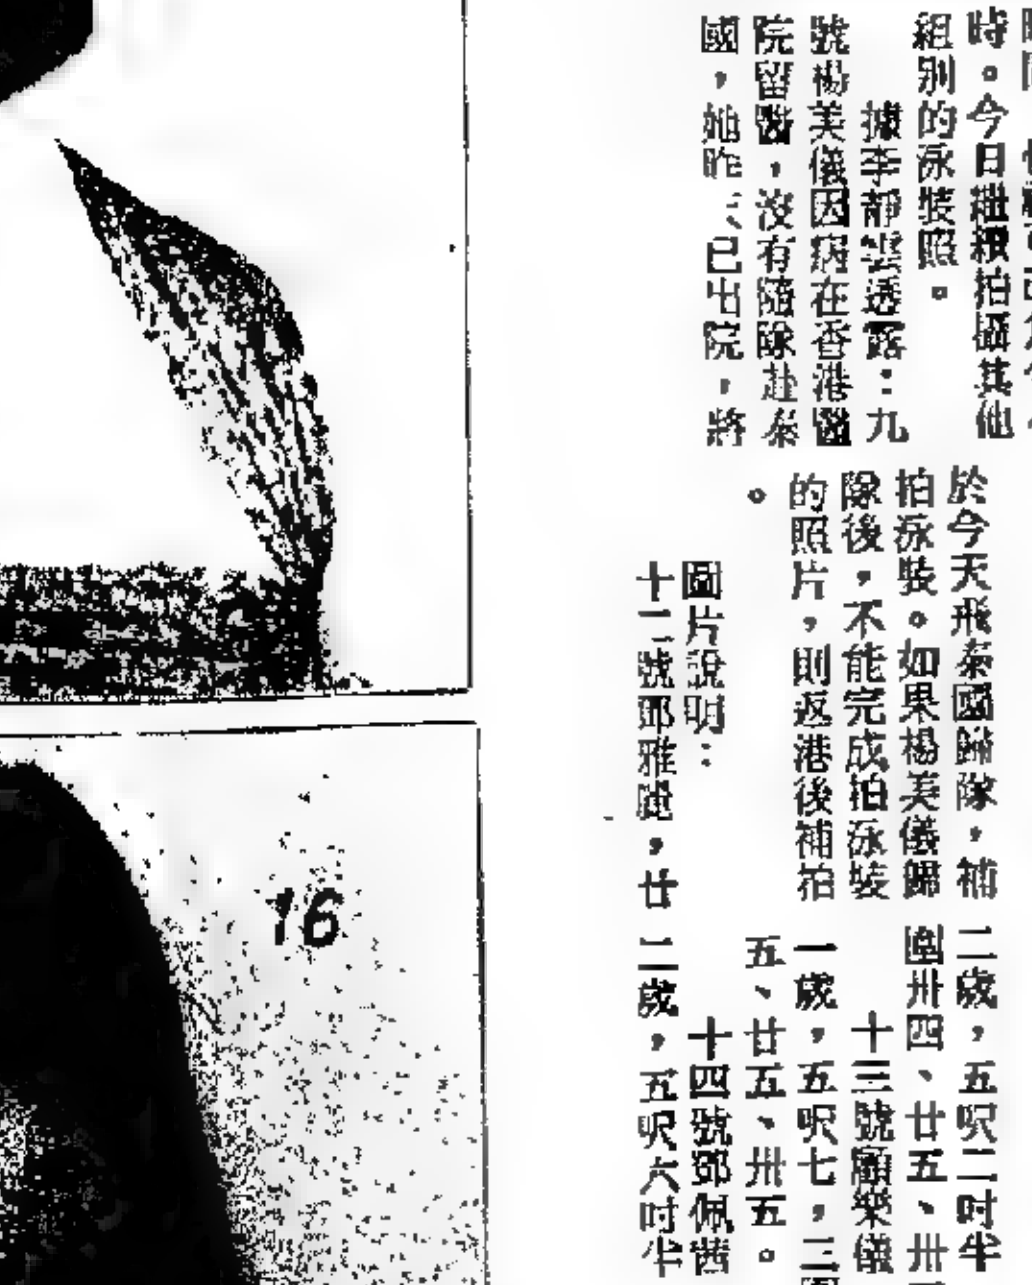 時。今日繼續拍攝其他
組別的泳裝照。
據李靜雲透露：九
號楊美儀因病在香港醫
院留醫，沒有隨隊赴泰
國，她昨天已出院，將
於今天飛泰國歸隊，補
拍泳裝。如果楊美儀歸
隊後，不能完成拍泳裝
的照片，則返港後補拍
。
圖片說明：
十二號雅，廿
二歲，五呎二吋半
圍卅四、廿五、卅
十三號顧樂儀
一歲，五呎七，三圍
五、廿五、卅五。
十四號鄧佩茜
二歲，五呎六吋半
16